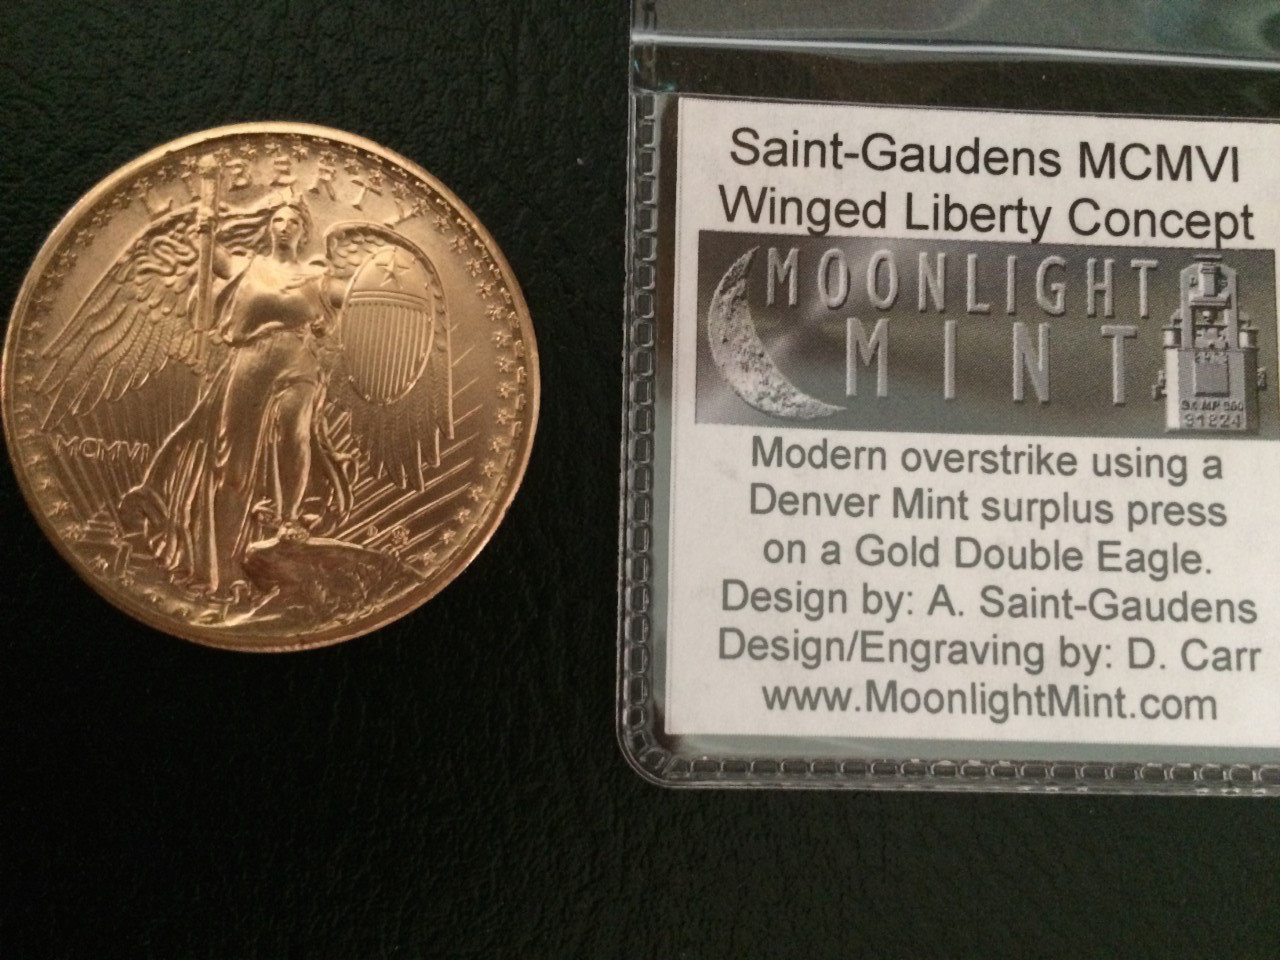 LIBERTY
MCMVI
Saint-Gaudens MCMVI
Winged Liberty Concept
MOONLIGHT
MINT
Modern overstrike using a
Denver Mint surplus press
on a Gold Double Eagle.
Design by: A. Saint-Gaudens
Design/Engraving by: D. Carr
www.MoonlightMint.com